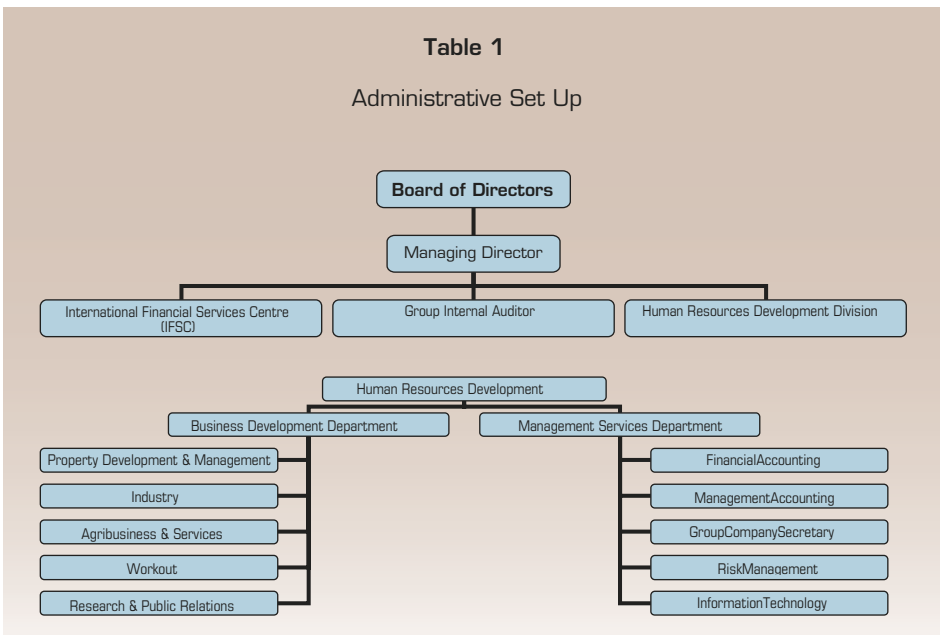 Table 1
Administrative Set Up
Board of Directors
Managing Director
International Financial Services Centre
(IFSC)
Group Internal Auditor
Human Resources Development Division
Human Resources Development
Business Development Department
Management Services Department
Property Development & Management
Industry
Agribusiness & Services
Workout
Research & Public Relations
FinancialAccounting
ManagementAccounting
GroupCompanySecretary
RiskManagement
InformationTechnology